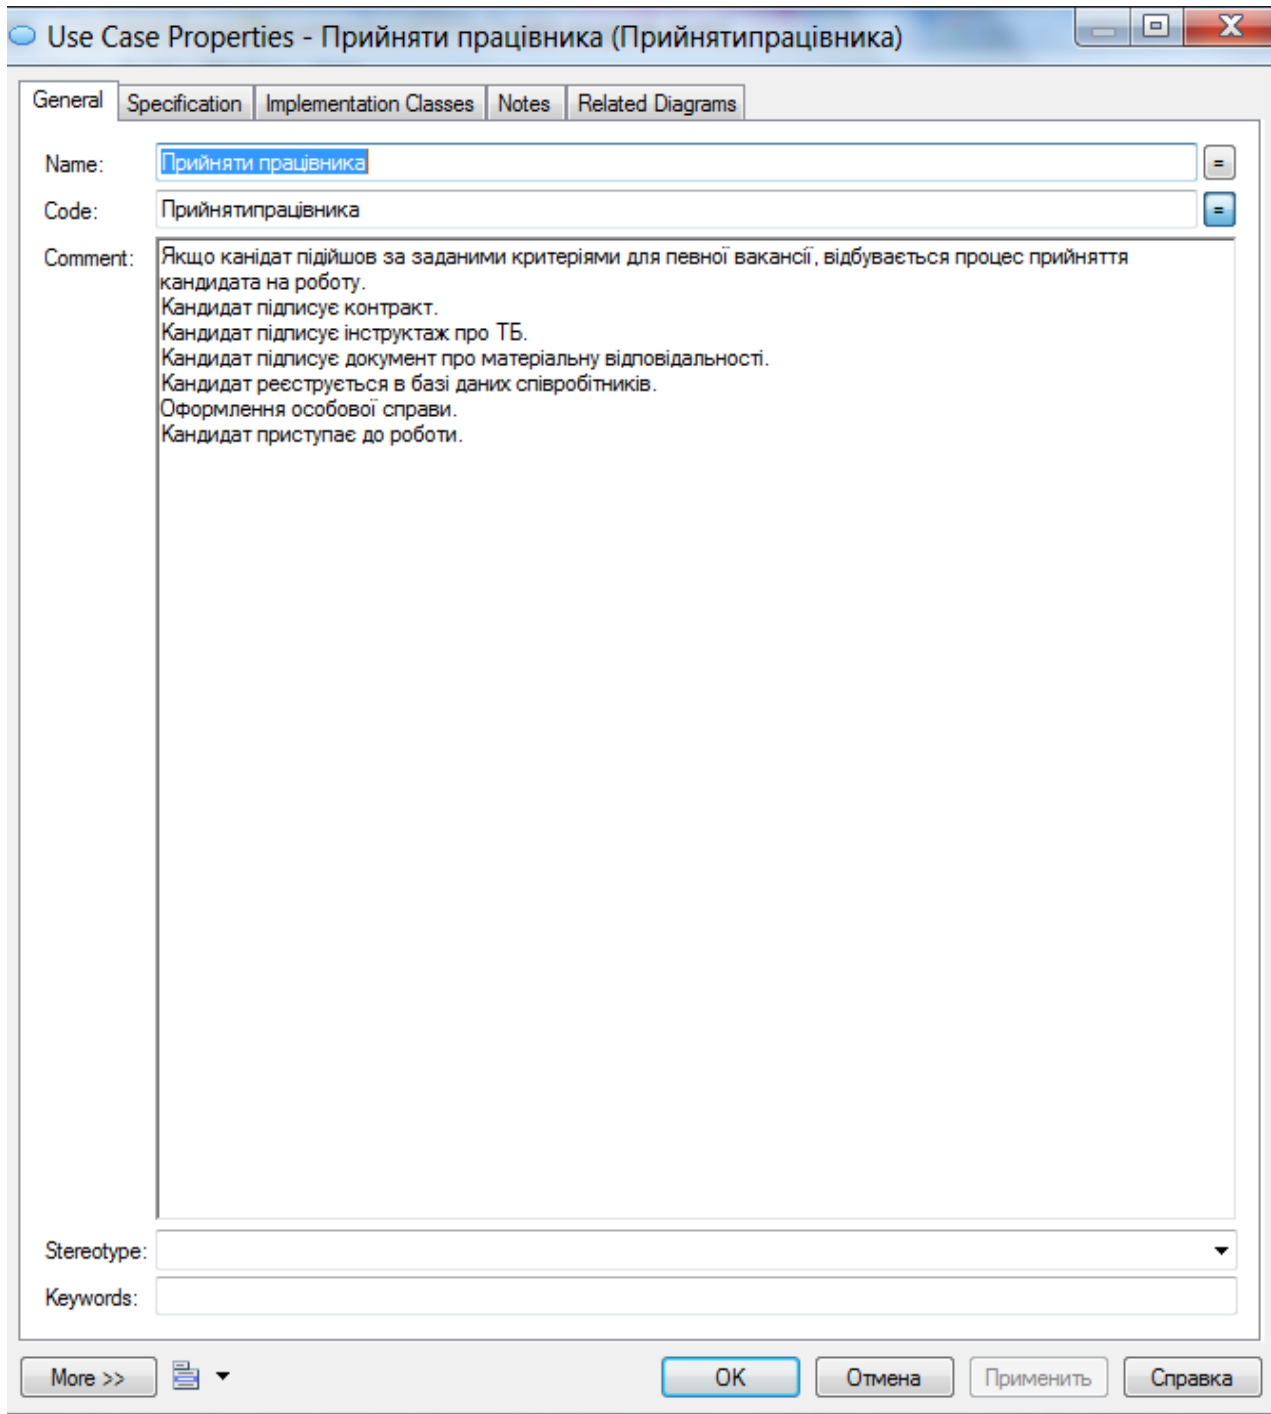 Use Case Properties - Прийняти працівника (Прийнятипрацівника)
General Specification Implementation Classes Notes Related Diagrams
Name: Прийняти працівника =
Code: Прийнятипрацівника =
Comment: Якщо канідат підійшов за заданими критеріями для певної вакансії, відбувається процес прийняття
кандидата на роботу.
Кандидат підписує контракт.
Кандидат підписує інструктаж про ТБ.
Кандидат підписує документ про матеріальну відповідальності.
Кандидат реєструється в базі даних співробітників.
Оформлення особової справи.
Кандидат приступає до роботи.
Stereotype:
Keywords:
More >> OK Отмена Применить Справка